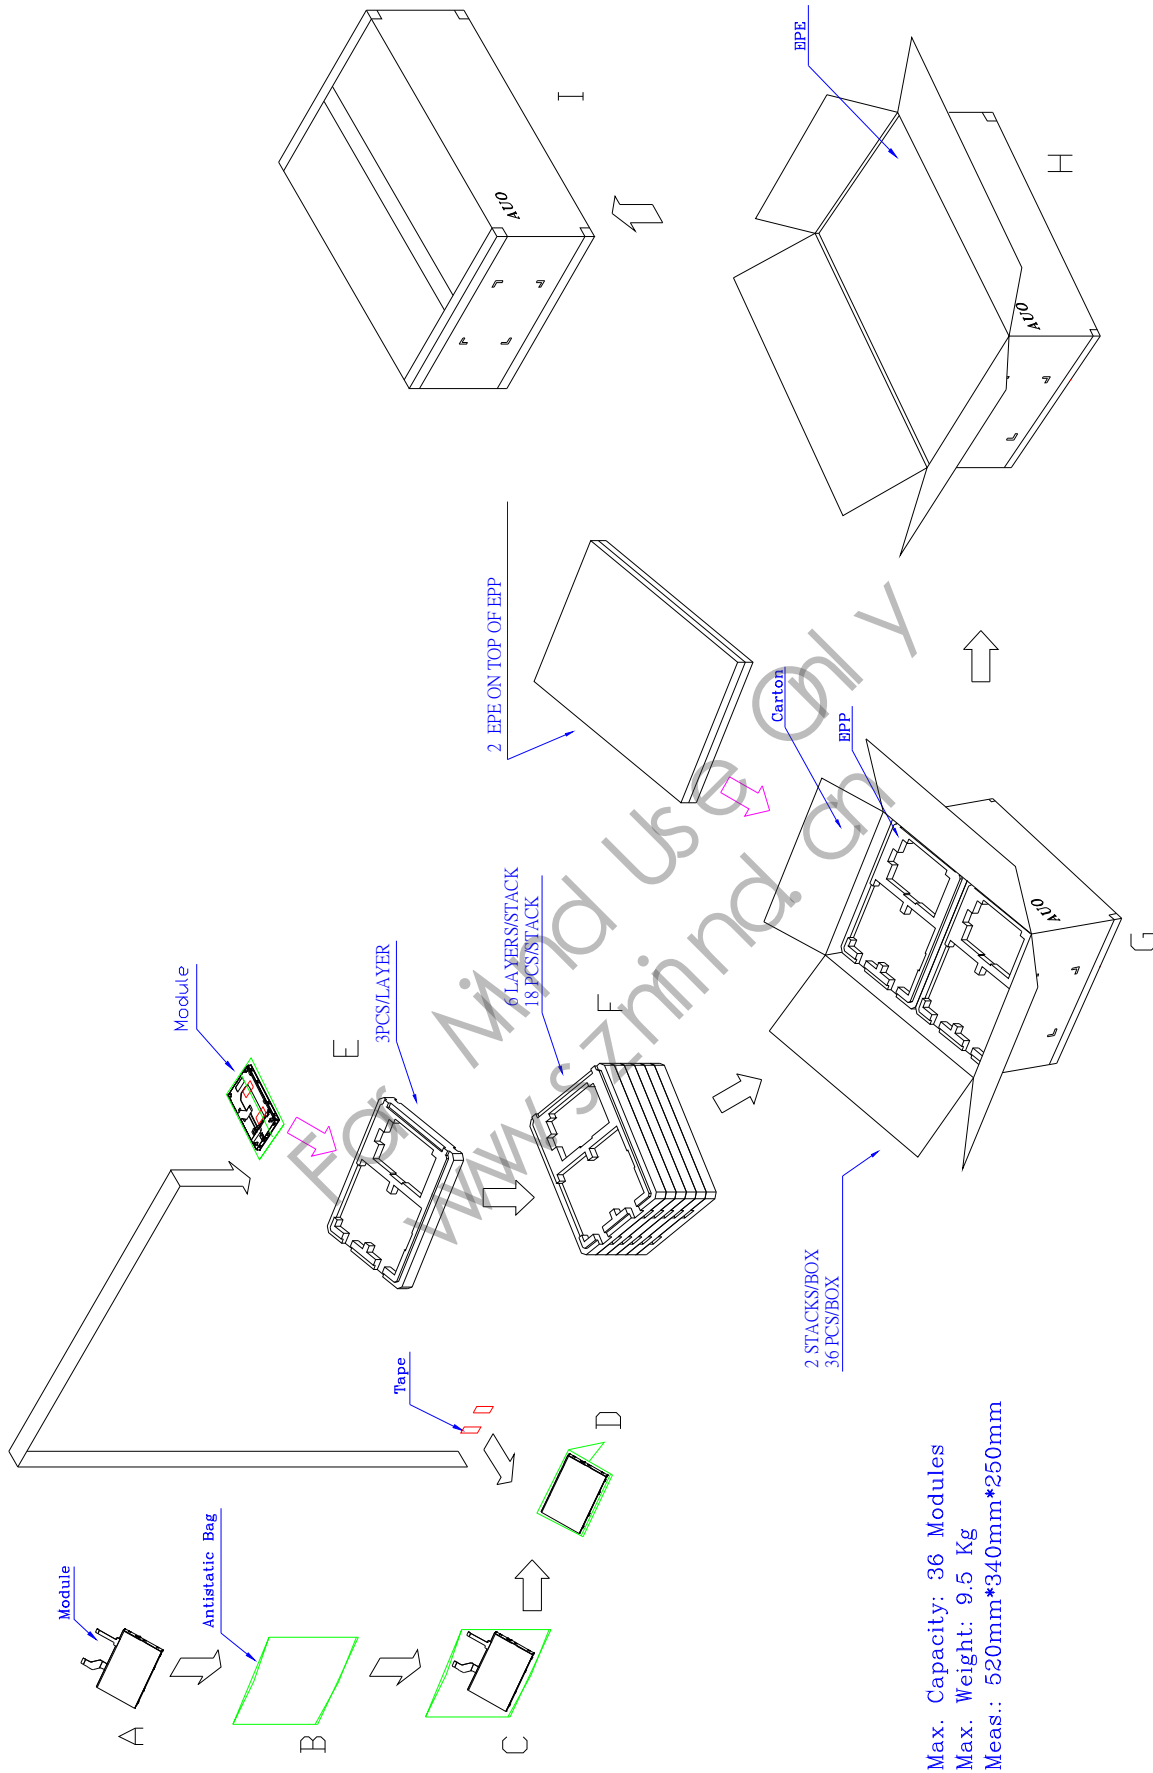 A
Module
B
Antistatic Bag
C
D
Tape
Module
E
3PCS/LAYER
F
6 LAYERS/STACK
18 PCS/STACK
2 EPE ON TOP OF EPP
Carton
EPP
2 STACKS/BOX
36 PCS/BOX
AUO
G
EPE
AUO
H
AUO
I
Max. Capacity: 36 Modules
Max. Weight: 9.5 Kg
Meas.: 520mm*340mm*250mm
For Mind Use Only
www.szmind.cn